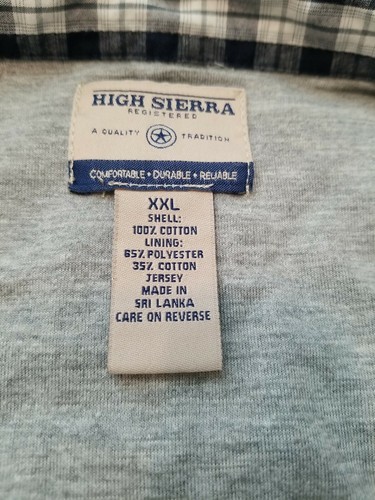 HIGH SIERRA
REGISTERED
A QUALITY TRADITION
COMFORTABLE • DURABLE • RELIABLE
XXL
SHELL:
100% COTTON
LINING:
65% POLYESTER
35% COTTON
JERSEY
MADE IN
SRI LANKA
CARE ON REVERSE